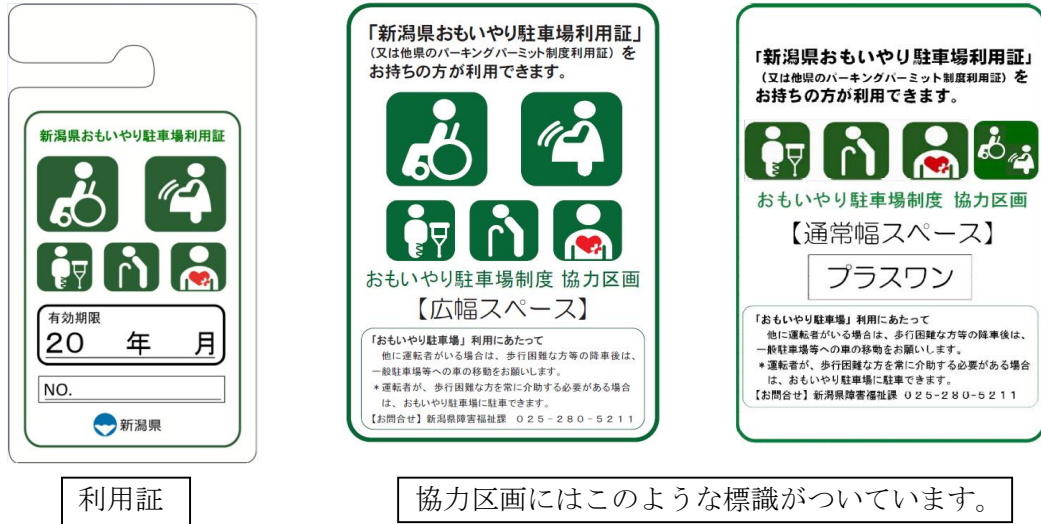 新潟県おもいやり駐車場利用証
有効期限
20 年 月
NO.
新潟県
利用証
「新潟県おもいやり駐車場利用証」
(又は他県のパーキングパーミット制度利用証)を
お持ちの方が利用できます。
おもいやり駐車場制度 協力区画
【広幅スペース】
「おもいやり駐車場」利用にあたって
他に運転者がいる場合は、歩行困難な方等の降車後は、
一般駐車場等への車の移動をお願いします。
*運転者が、歩行困難な方を常に介助する必要がある場合
は、おもいやり駐車場に駐車できます。
【お問合せ】新潟県障害福祉課 025-280-5211
「新潟県おもいやり駐車場利用証」
(又は他県のパーキングパーミット制度利用証)を
お持ちの方が利用できます。
おもいやり駐車場制度 協力区画
【通常幅スペース】
プラスワン
「おもいやり駐車場」利用にあたって
他に運転者がいる場合は、歩行困難な方等の降車後は、
一般駐車場等への車の移動をお願いします。
*運転者が、歩行困難な方を常に介助する必要がある場合
は、おもいやり駐車場に駐車できます。
【お問合せ】新潟県障害福祉課 025-280-5211
協力区画にはこのような標識がついています。